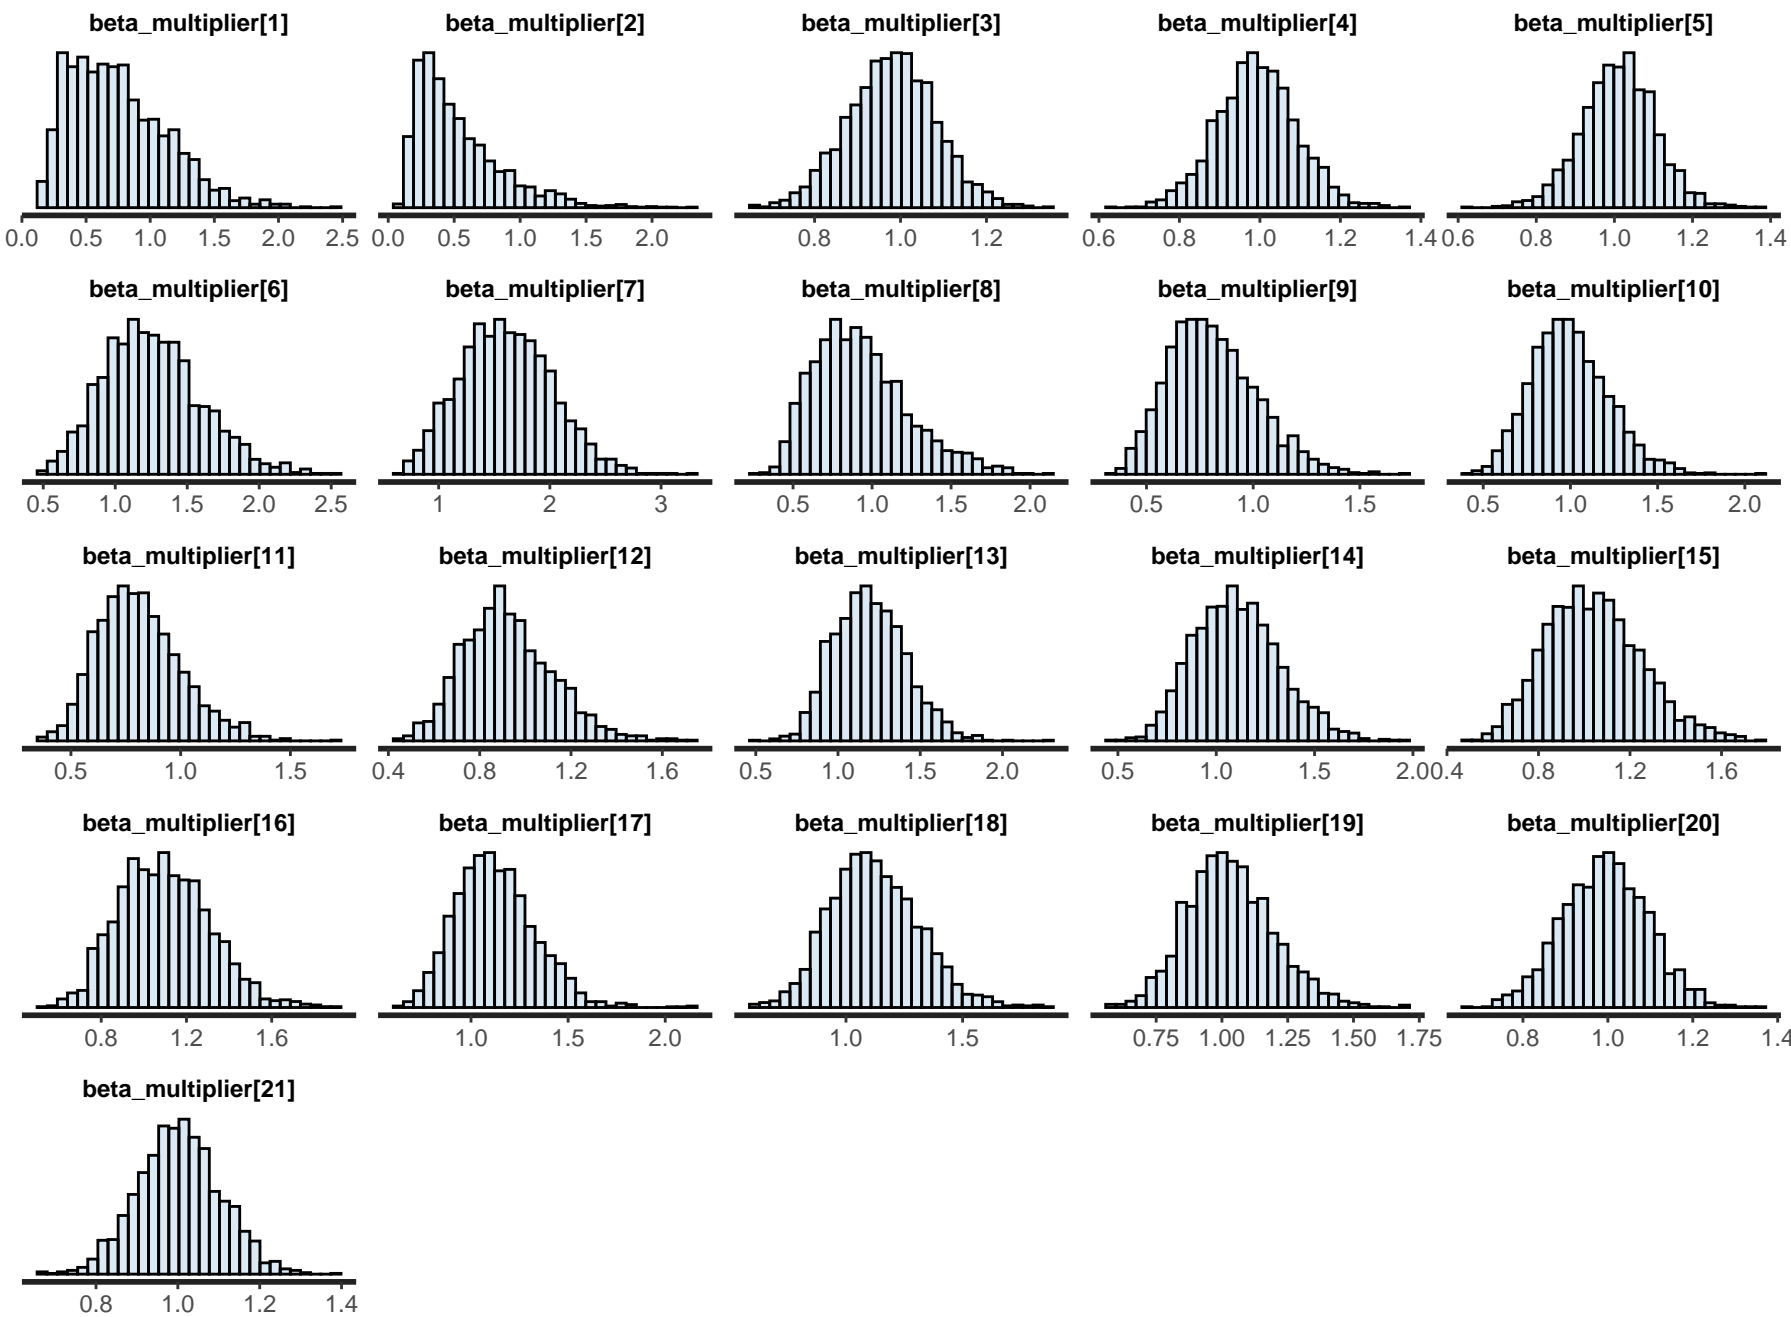 beta_multiplier[1] beta_multiplier[2] beta_multiplier[3] beta_multiplier[4] beta_multiplier[5]
0.0 0.5 1.0 1.5 2.0 2.5 0.0 0.5 1.0 1.5 2.0 0.8 1.0 1.2 0.6 0.8 1.0 1.2 1.4 0.6 0.8 1.0 1.2 1.4
beta_multiplier[6] beta_multiplier[7] beta_multiplier[8] beta_multiplier[9] beta_multiplier[10]
0.5 1.0 1.5 2.0 2.5 1 2 3 0.5 1.0 1.5 2.0 0.5 1.0 1.5 0.5 1.0 1.5 2.0
beta_multiplier[11] beta_multiplier[12] beta_multiplier[13] beta_multiplier[14] beta_multiplier[15]
0.5 1.0 1.5 0.4 0.8 1.2 1.6 0.5 1.0 1.5 2.0 0.5 1.0 1.5 2.0 0.4 0.8 1.2 1.6
beta_multiplier[16] beta_multiplier[17] beta_multiplier[18] beta_multiplier[19] beta_multiplier[20]
0.8 1.2 1.6 1.0 1.5 2.0 1.0 1.5 0.75 1.00 1.25 1.50 1.75 0.8 1.0 1.2 1.4
beta_multiplier[21]
0.8 1.0 1.2 1.4